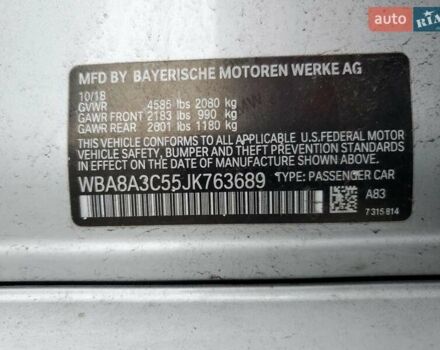 auto RIA
MFD BY BAYERISCHE MOTOREN WERKE AG
10/18
GVWR 4586 lbs 2080 kg
GAWR FRONT 2183 lbs 990 kg
GAWR REAR 2601 lbs 1180 kg
THIS VEHICLE CONFORMS TO ALL APPLICABLE U.S.FEDERAL MOTOR
VEHICLE SAFETY, BUMPER AND THEFT PREVENTION STANDARDS
IN EFFECT ON THE DATE OF MANUFACTURE SHOWN ABOVE.
WBA8A3C55JK763689 TYPE: PASSENGER CAR
A83
7 315 914